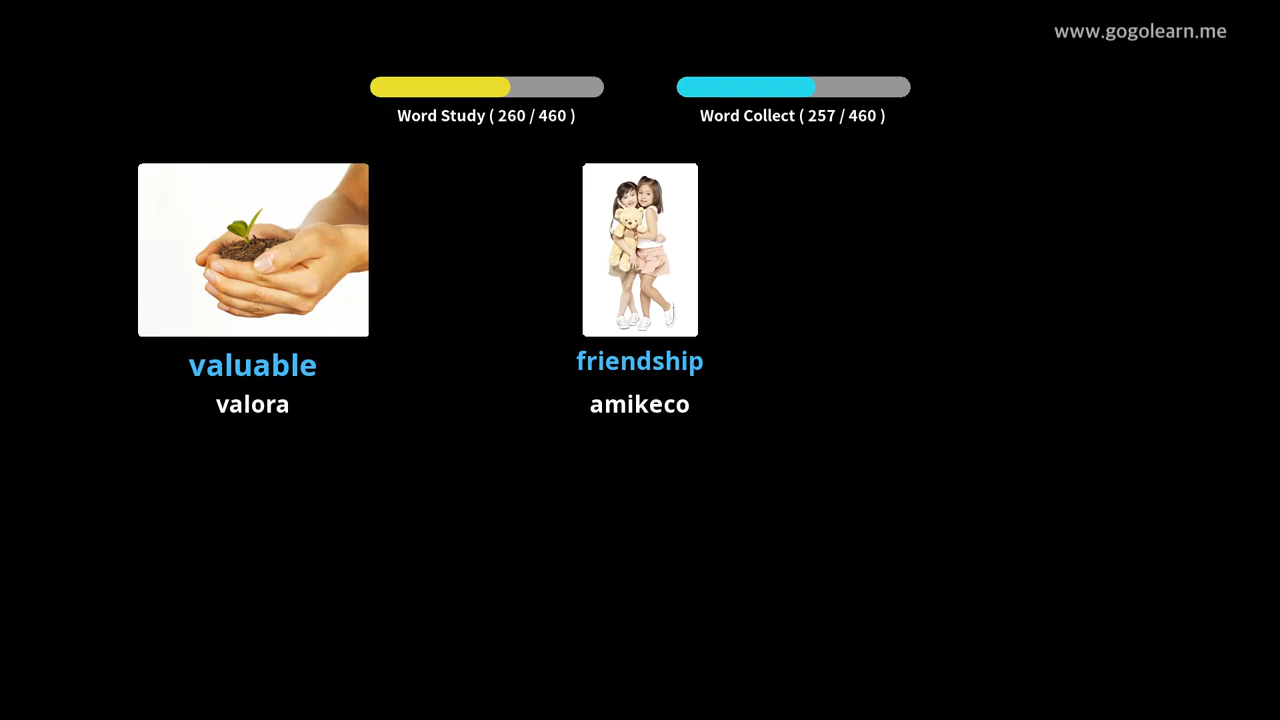 www.gogolearn.me
Word Study ( 260 / 460 )
Word Collect ( 257 / 460 )
valuable
valora
friendship
amikeco